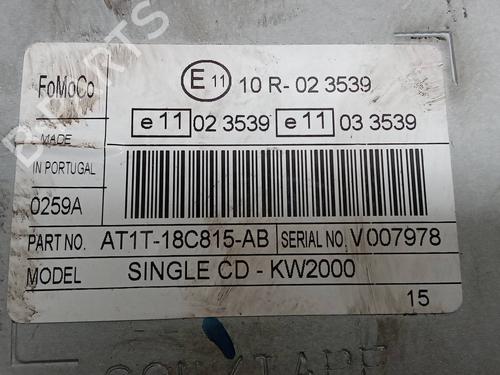 FoMoCo
E 11 10 R- 02 3539
e 11 02 3539 e 11 03 3539
MADE
IN PORTUGAL
0259A
PART NO. AT1T-18C815-AB SERIAL NO. V007978
MODEL SINGLE CD - KW2000
15